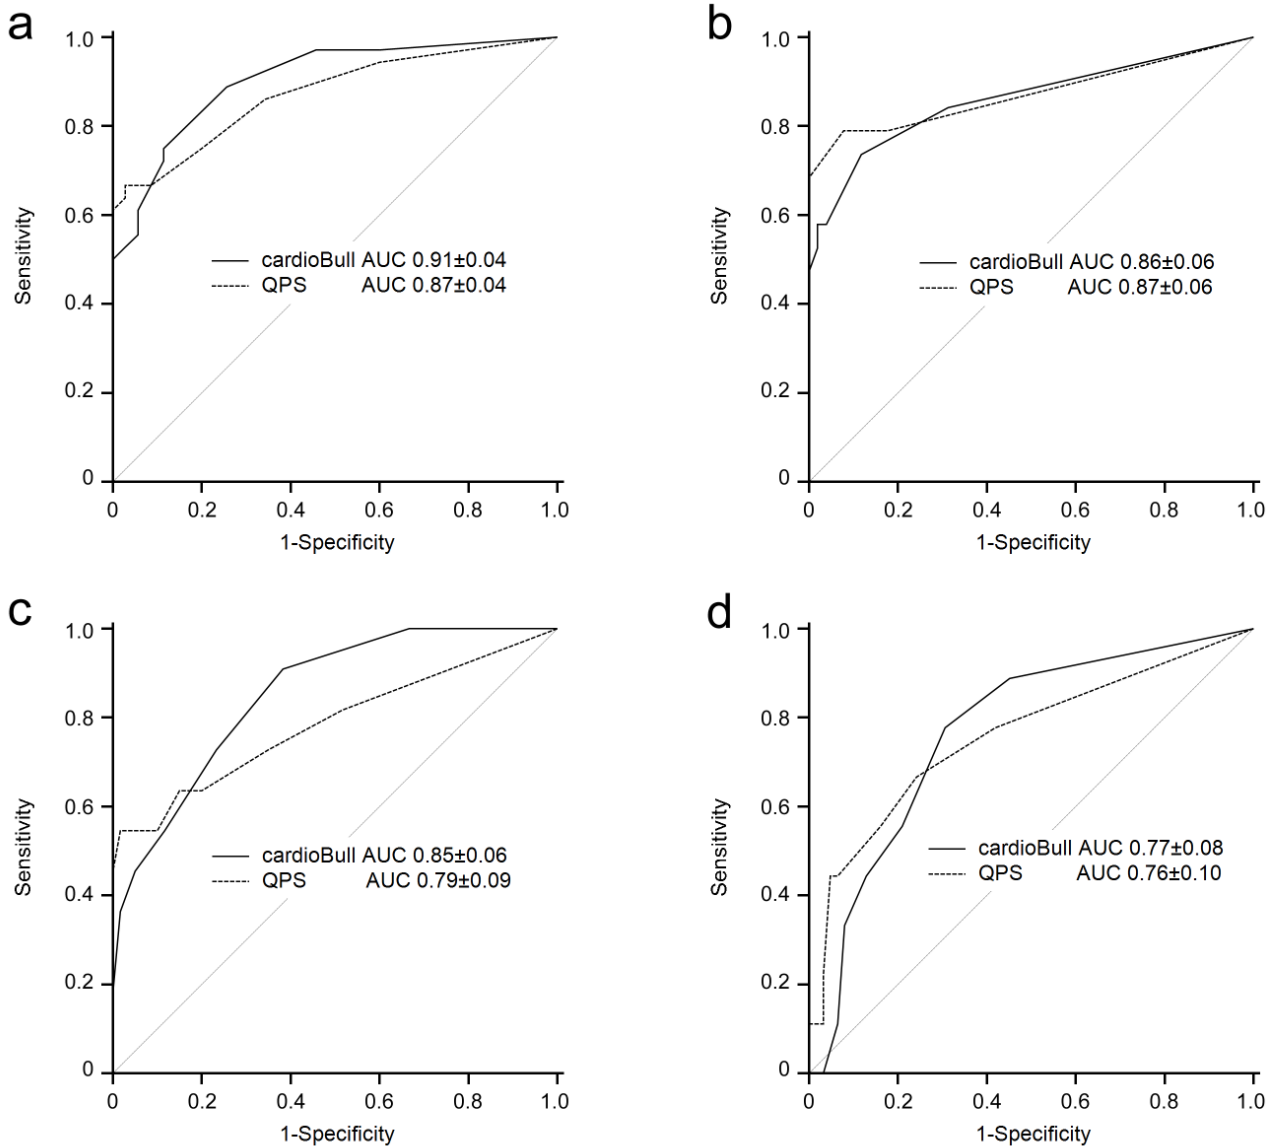 a
1.0
0.8
0.6
0.4
0.2
0
Sensitivity
cardioBull AUC 0.91±0.04
QPS AUC 0.87±0.04
0 0.2 0.4 0.6 0.8 1.0
1-Specificity
b
1.0
0.8
0.6
0.4
0.2
0
Sensitivity
cardioBull AUC 0.86±0.06
QPS AUC 0.87±0.06
0 0.2 0.4 0.6 0.8 1.0
1-Specificity
c
1.0
0.8
0.6
0.4
0.2
0
Sensitivity
cardioBull AUC 0.85±0.06
QPS AUC 0.79±0.09
0 0.2 0.4 0.6 0.8 1.0
1-Specificity
d
1.0
0.8
0.6
0.4
0.2
0
Sensitivity
cardioBull AUC 0.77±0.08
QPS AUC 0.76±0.10
0 0.2 0.4 0.6 0.8 1.0
1-Specificity